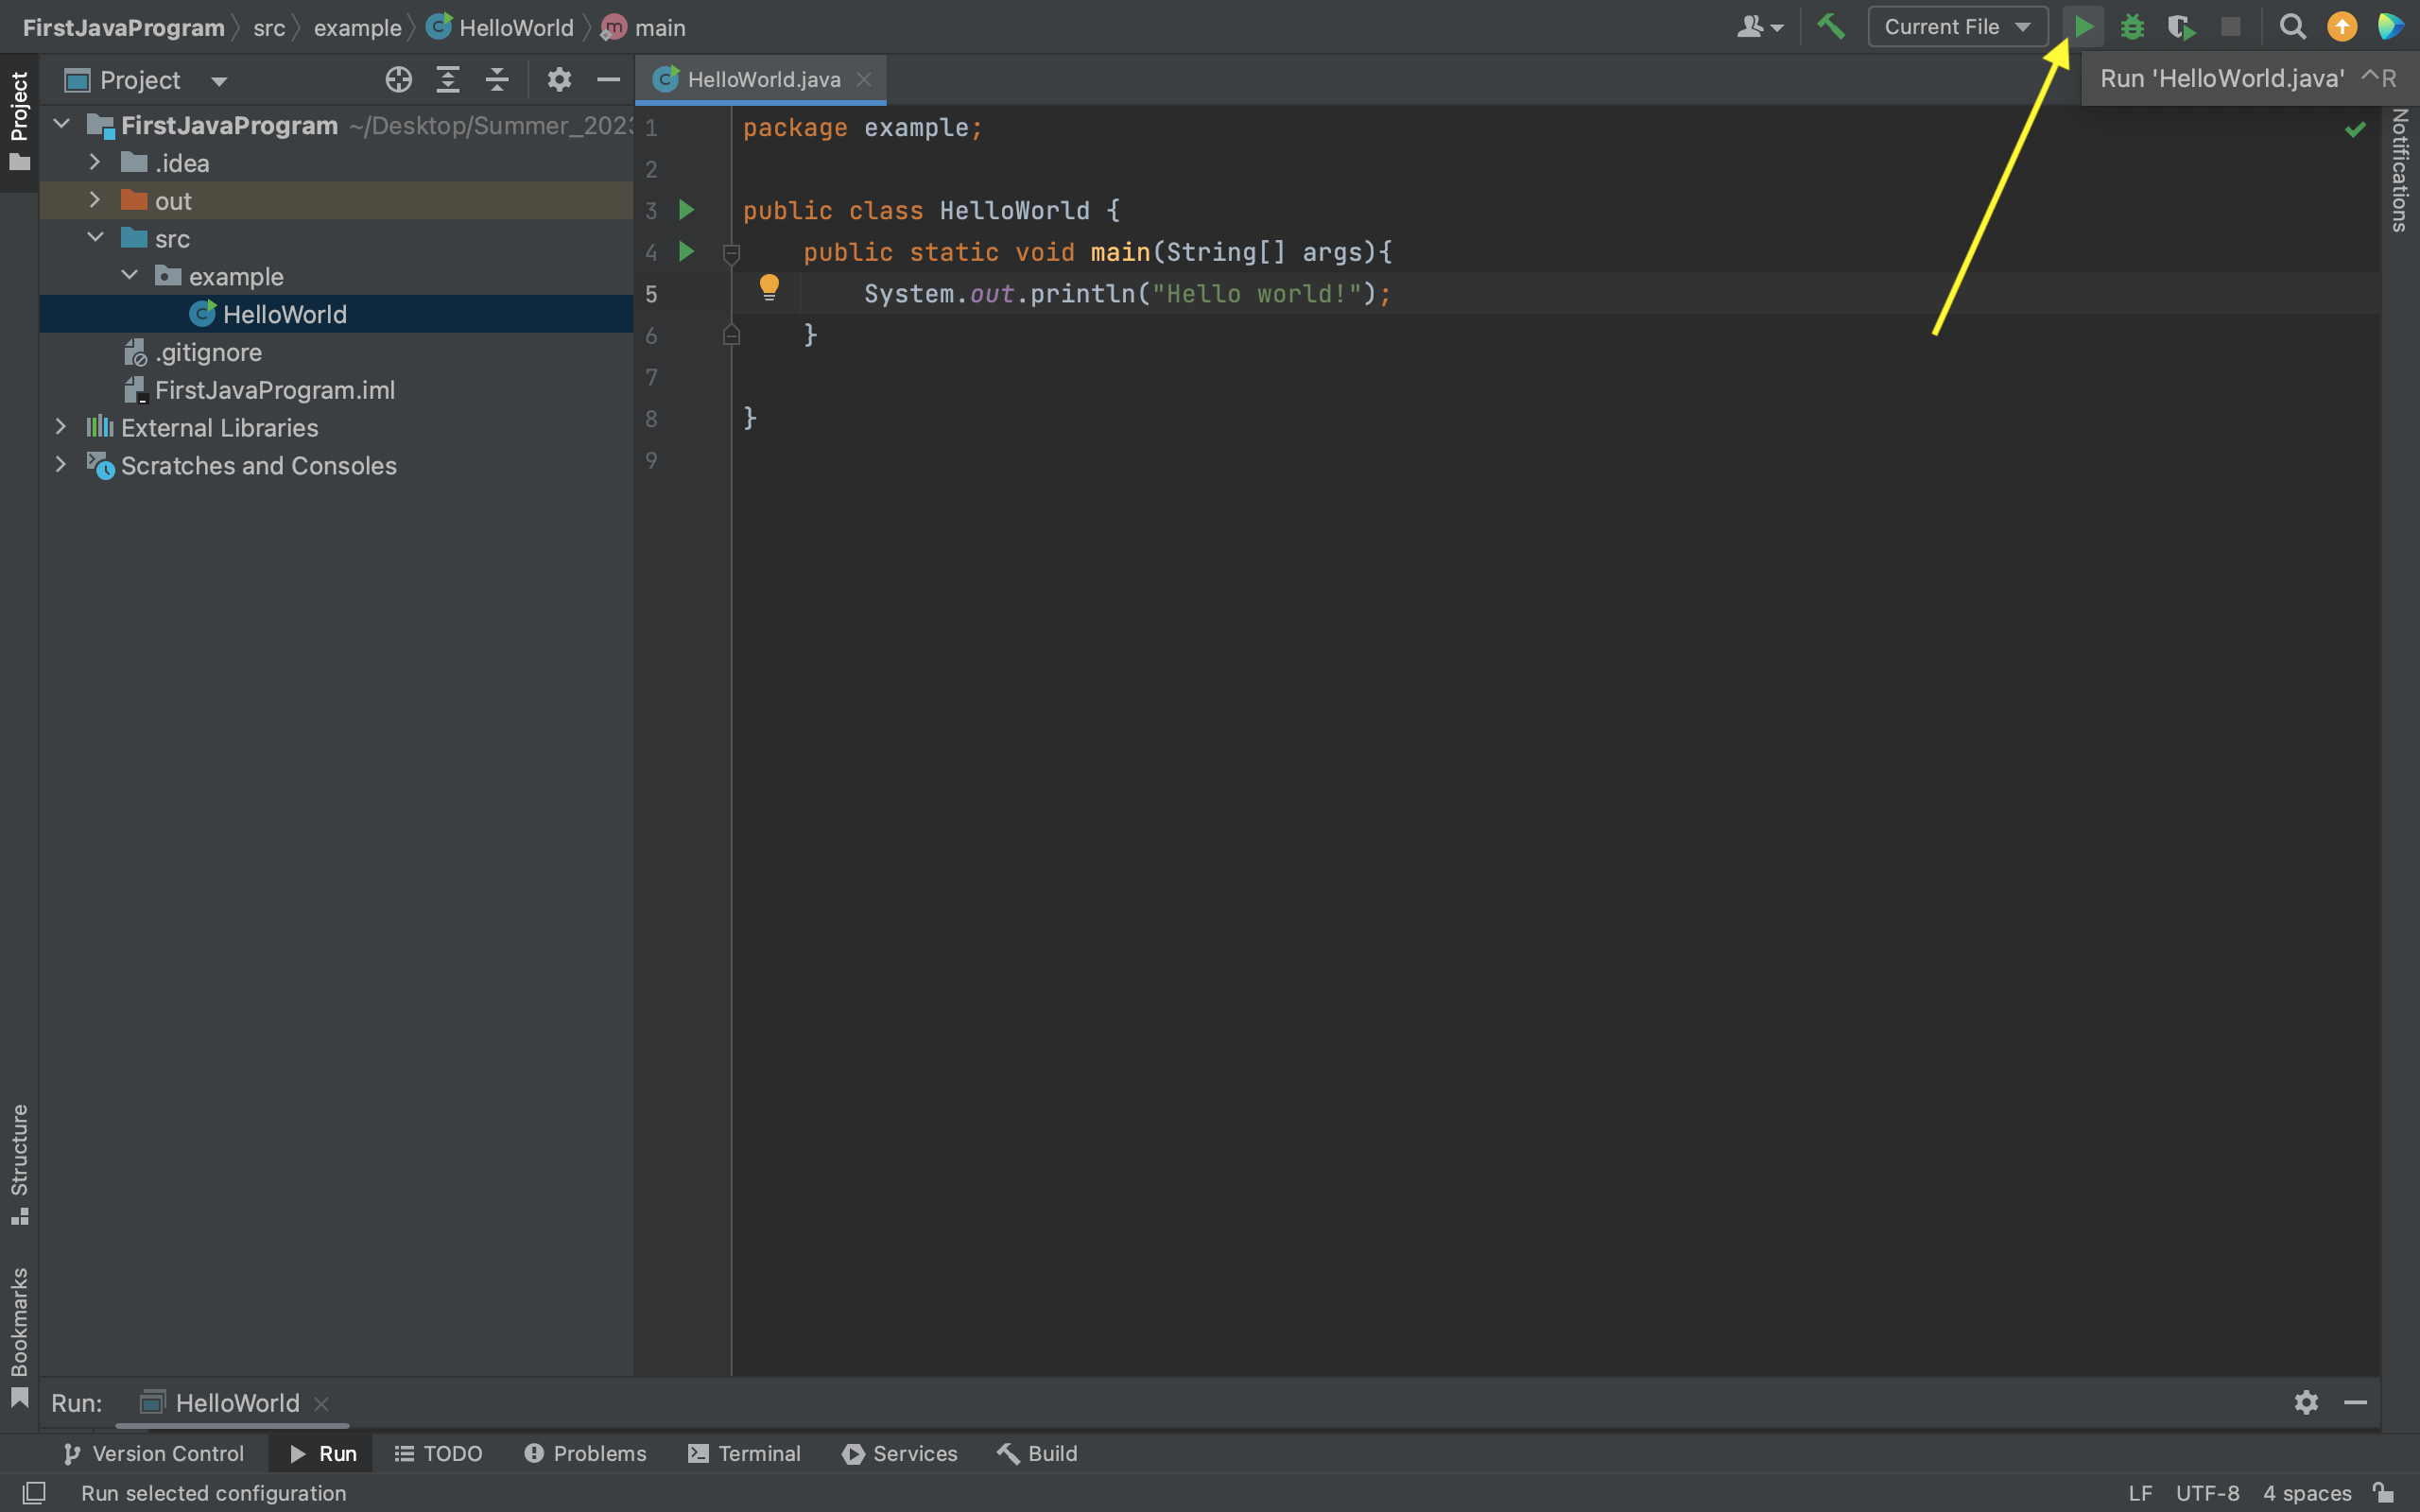 FirstJavaProgram src example HelloWorld main
Current File
Run 'HelloWorld.java' ^R
Project
Project
HelloWorld.java
Notifications
FirstJavaProgram ~/Desktop/Summer_2023
.idea
out
src
example
HelloWorld
.gitignore
FirstJavaProgram.iml
External Libraries
Scratches and Consoles
1 package example;
2
3 public class HelloWorld {
4 public static void main(String[] args){
5 System.out.println("Hello world!");
6 }
7
8 }
9
Structure
Bookmarks
Run: HelloWorld
Version Control Run TODO Problems Terminal Services Build
Run selected configuration LF UTF-8 4 spaces